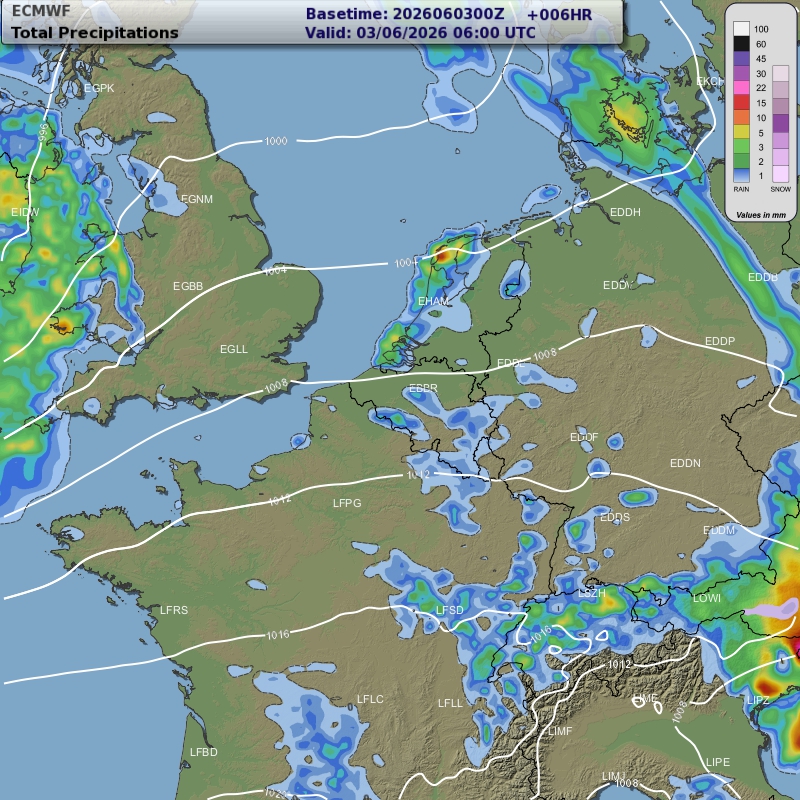 ECMWF
Basetime: 2026060300Z +006HR
Total Precipitations
Valid: 03/06/2026 06:00 UTC
EGPK
EKCH
100
60
45
30
22
15
10
5
3
2
1
RAIN SNOW
Values in mm
996
1000
EGNM
EIDW
EDDH
1004
1004
EDDB
EGBB
EHAM
EGLL
EDDP
1008
1008
EBBR
EDDF
EDDN
1012
1012
LFPG
EDDS
EDDM
LSZH
LOWI
LFRS
LFSD
1016
1016
1012
LFLC
LFLL
LIPZ
1008
LIMF
LFBD
LIPE
1008